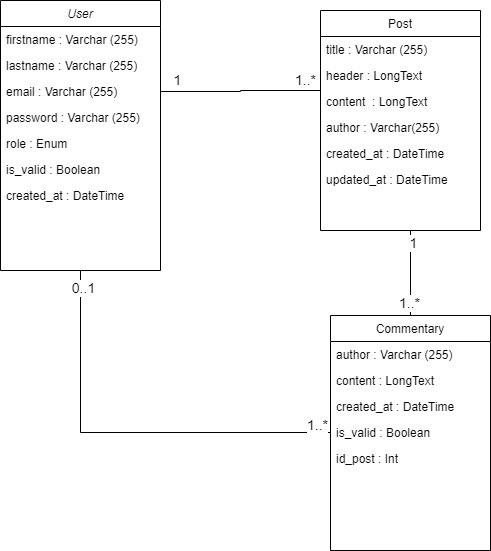 User
firstname : Varchar (255)
lastname : Varchar (255)
email : Varchar (255)
password : Varchar (255)
role : Enum
is_valid : Boolean
created_at : DateTime
1
1..*
Post
title : Varchar (255)
header : LongText
content  : LongText
author : Varchar(255)
created_at : DateTime
updated_at : DateTime
1
1..*
0..1
1..*
Commentary
author : Varchar (255)
content : LongText
created_at : DateTime
is_valid : Boolean
id_post : Int